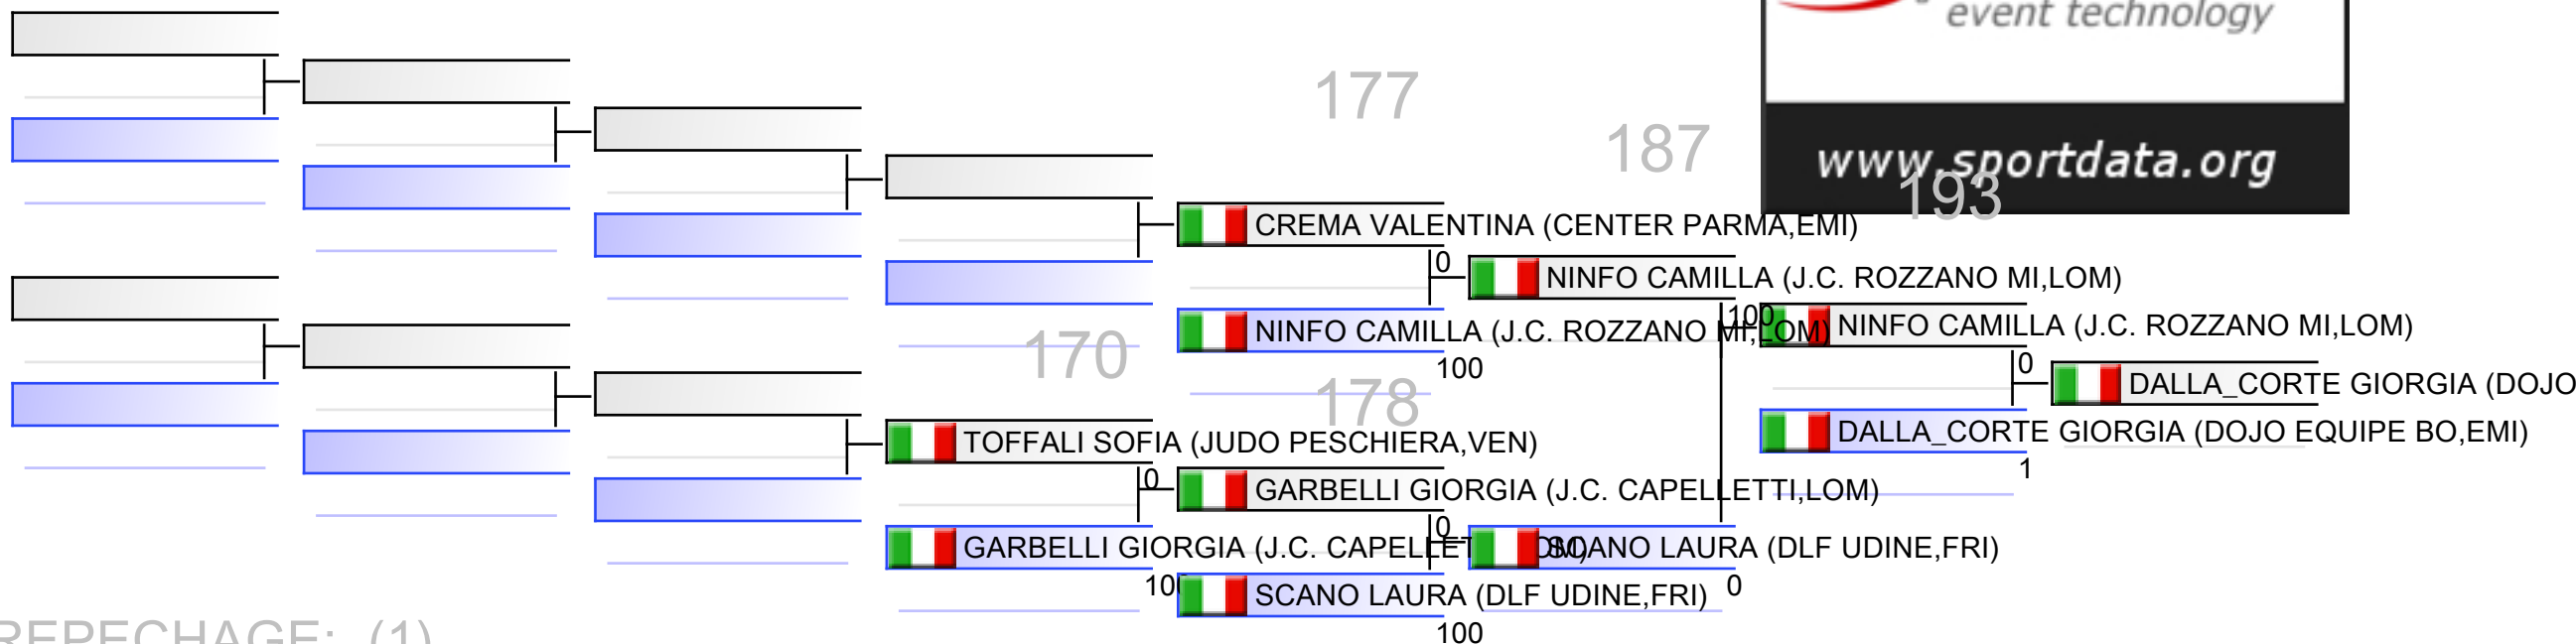 event technology
177
187
www.sportdata.org
193
CREMA VALENTINA (CENTER PARMA,EMI)
0
NINFO CAMILLA (J.C. ROZZANO MI,LOM)
100
NINFO CAMILLA (J.C. ROZZANO MI,LOM)
NINFO CAMILLA (J.C. ROZZANO MI,LOM)
170
100
0
DALLA_CORTE GIORGIA (DOJO
178
DALLA_CORTE GIORGIA (DOJO EQUIPE BO,EMI)
TOFFALI SOFIA (JUDO PESCHIERA,VEN)
1
0
GARBELLI GIORGIA (J.C. CAPELLETTI,LOM)
0
GARBELLI GIORGIA (J.C. CAPELLETTI,LOM)
SCANO LAURA (DLF UDINE,FRI)
100
SCANO LAURA (DLF UDINE,FRI)
0
REPECHAGE: (1)
100